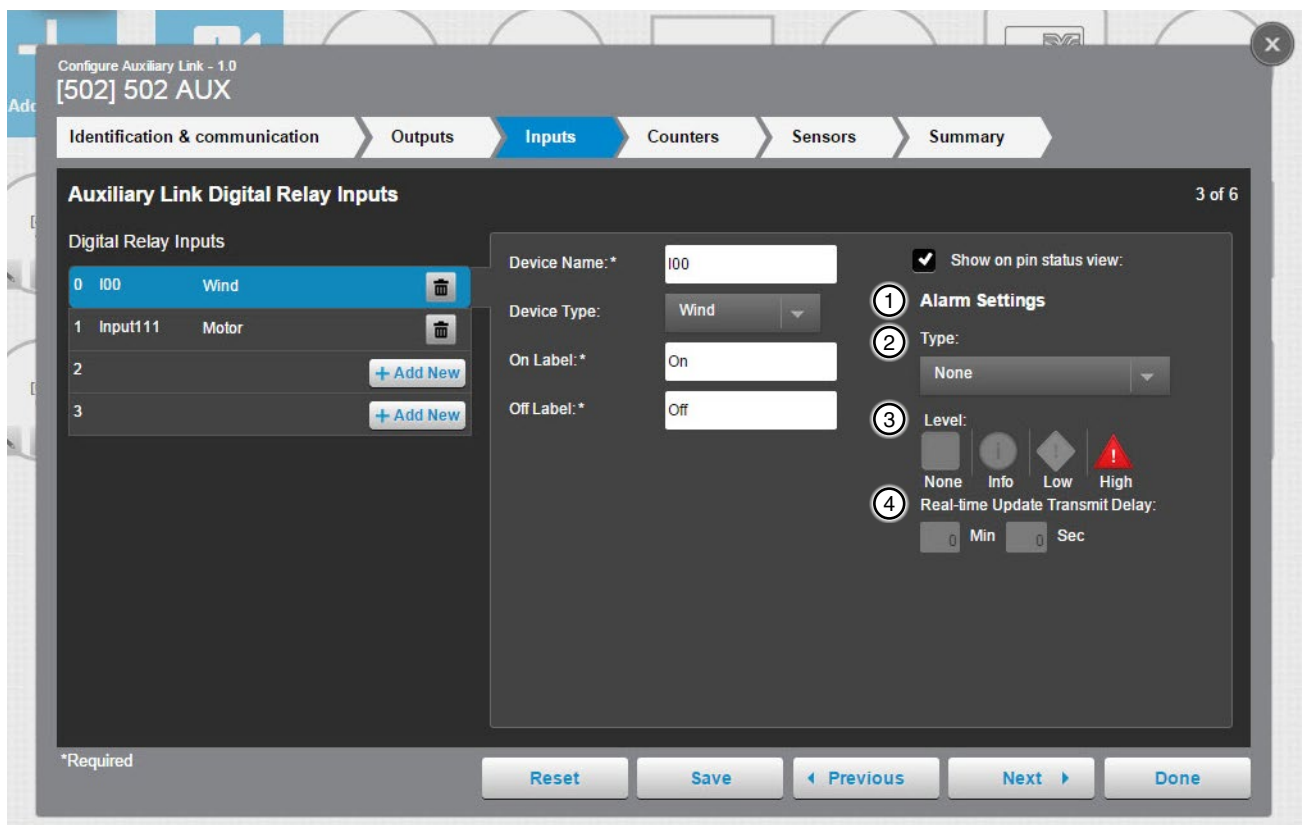 Add
Configure Auxiliary Link - 1.0
[502] 502 AUX
Identification & communication
Outputs
Inputs
Counters
Sensors
Summary
Auxiliary Link Digital Relay Inputs
3 of 6
Digital Relay Inputs
0 I00 Wind
1 Input111 Motor
2 + Add New
3 + Add New
Device Name:* I00
Device Type: Wind
On Label:* On
Off Label:* Off
Show on pin status view:
1 Alarm Settings
2 Type:
None
3 Level:
None Info Low High
4 Real-time Update Transmit Delay:
0 Min 0 Sec
*Required
Reset
Save
Previous
Next
Done